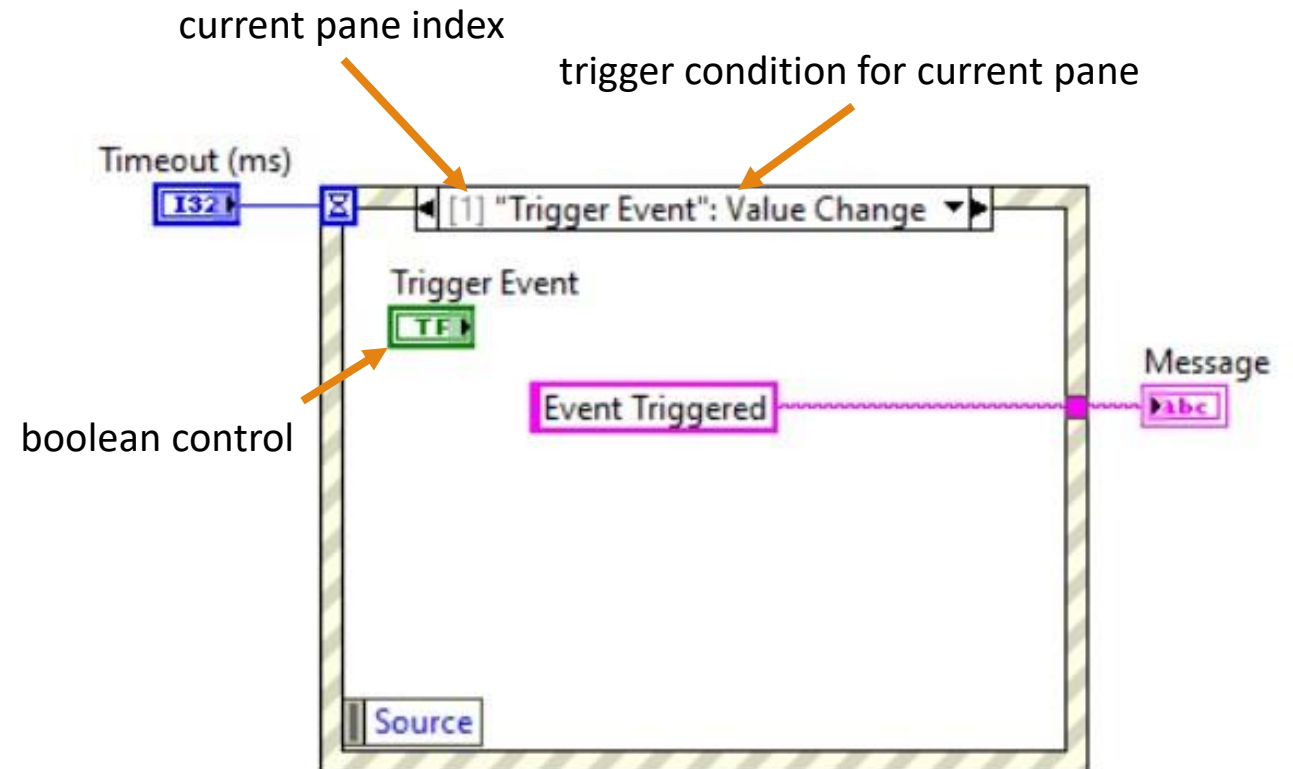 current pane index
trigger condition for current pane
Timeout (ms)
I32
[1] "Trigger Event": Value Change
Trigger Event
TF
Message
Event Triggered
abc
boolean control
Source